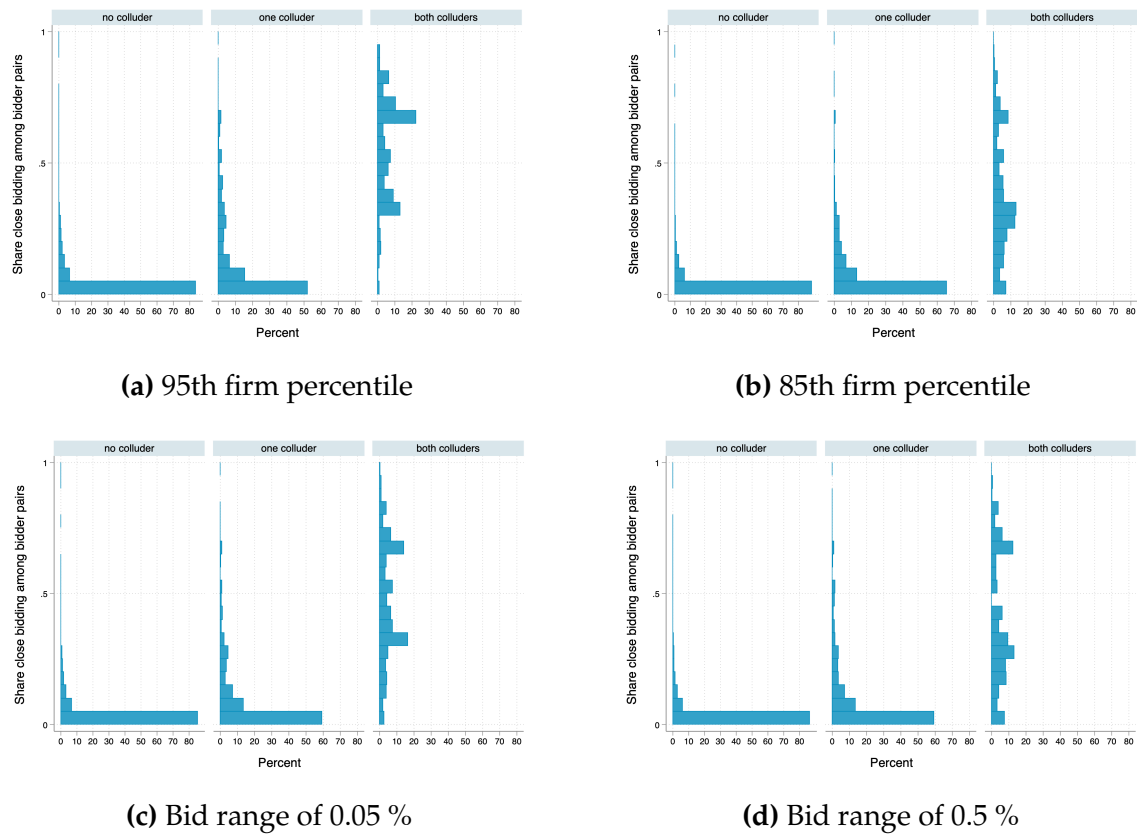 no colluder one colluder both colluders
Share close bidding among bidder pairs
1
.5
0
0 10 20 30 40 50 60 70 80 0 10 20 30 40 50 60 70 80 0 10 20 30 40 50 60 70 80
Percent
(a) 95th firm percentile
no colluder one colluder both colluders
Share close bidding among bidder pairs
1
.5
0
0 10 20 30 40 50 60 70 80 0 10 20 30 40 50 60 70 80 0 10 20 30 40 50 60 70 80
Percent
(b) 85th firm percentile
no colluder one colluder both colluders
Share close bidding among bidder pairs
1
.5
0
0 10 20 30 40 50 60 70 80 0 10 20 30 40 50 60 70 80 0 10 20 30 40 50 60 70 80
Percent
(c) Bid range of 0.05 %
no colluder one colluder both colluders
Share close bidding among bidder pairs
1
.5
0
0 10 20 30 40 50 60 70 80 0 10 20 30 40 50 60 70 80 0 10 20 30 40 50 60 70 80
Percent
(d) Bid range of 0.5 %